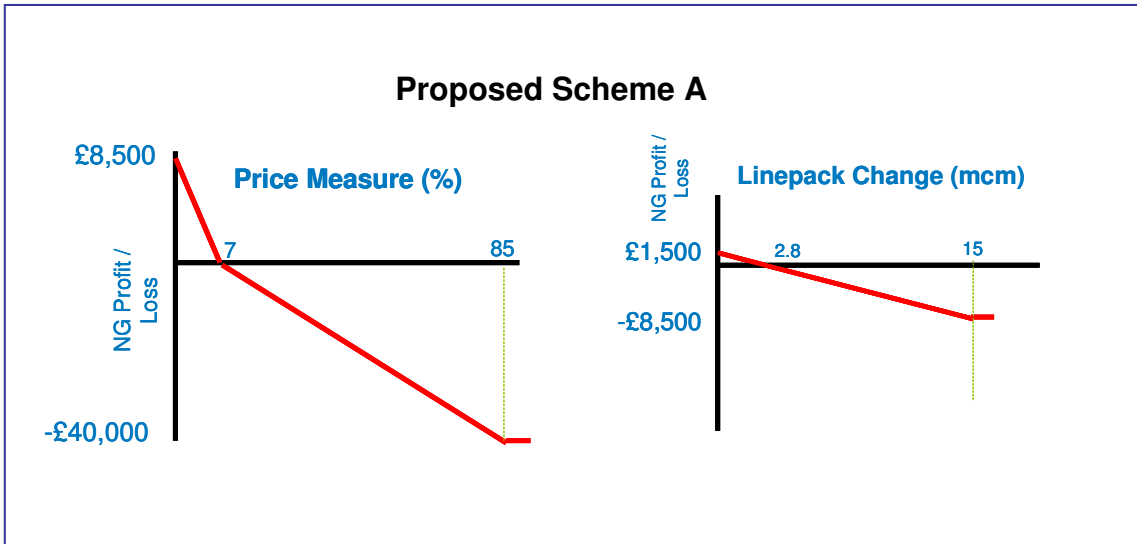 Proposed Scheme A
£8,500
Price Measure (%)
7
85
NG Profit /
Loss
-£40,000
NG Profit /
Loss
Linepack Change (mcm)
£1,500
2.8
15
-£8,500